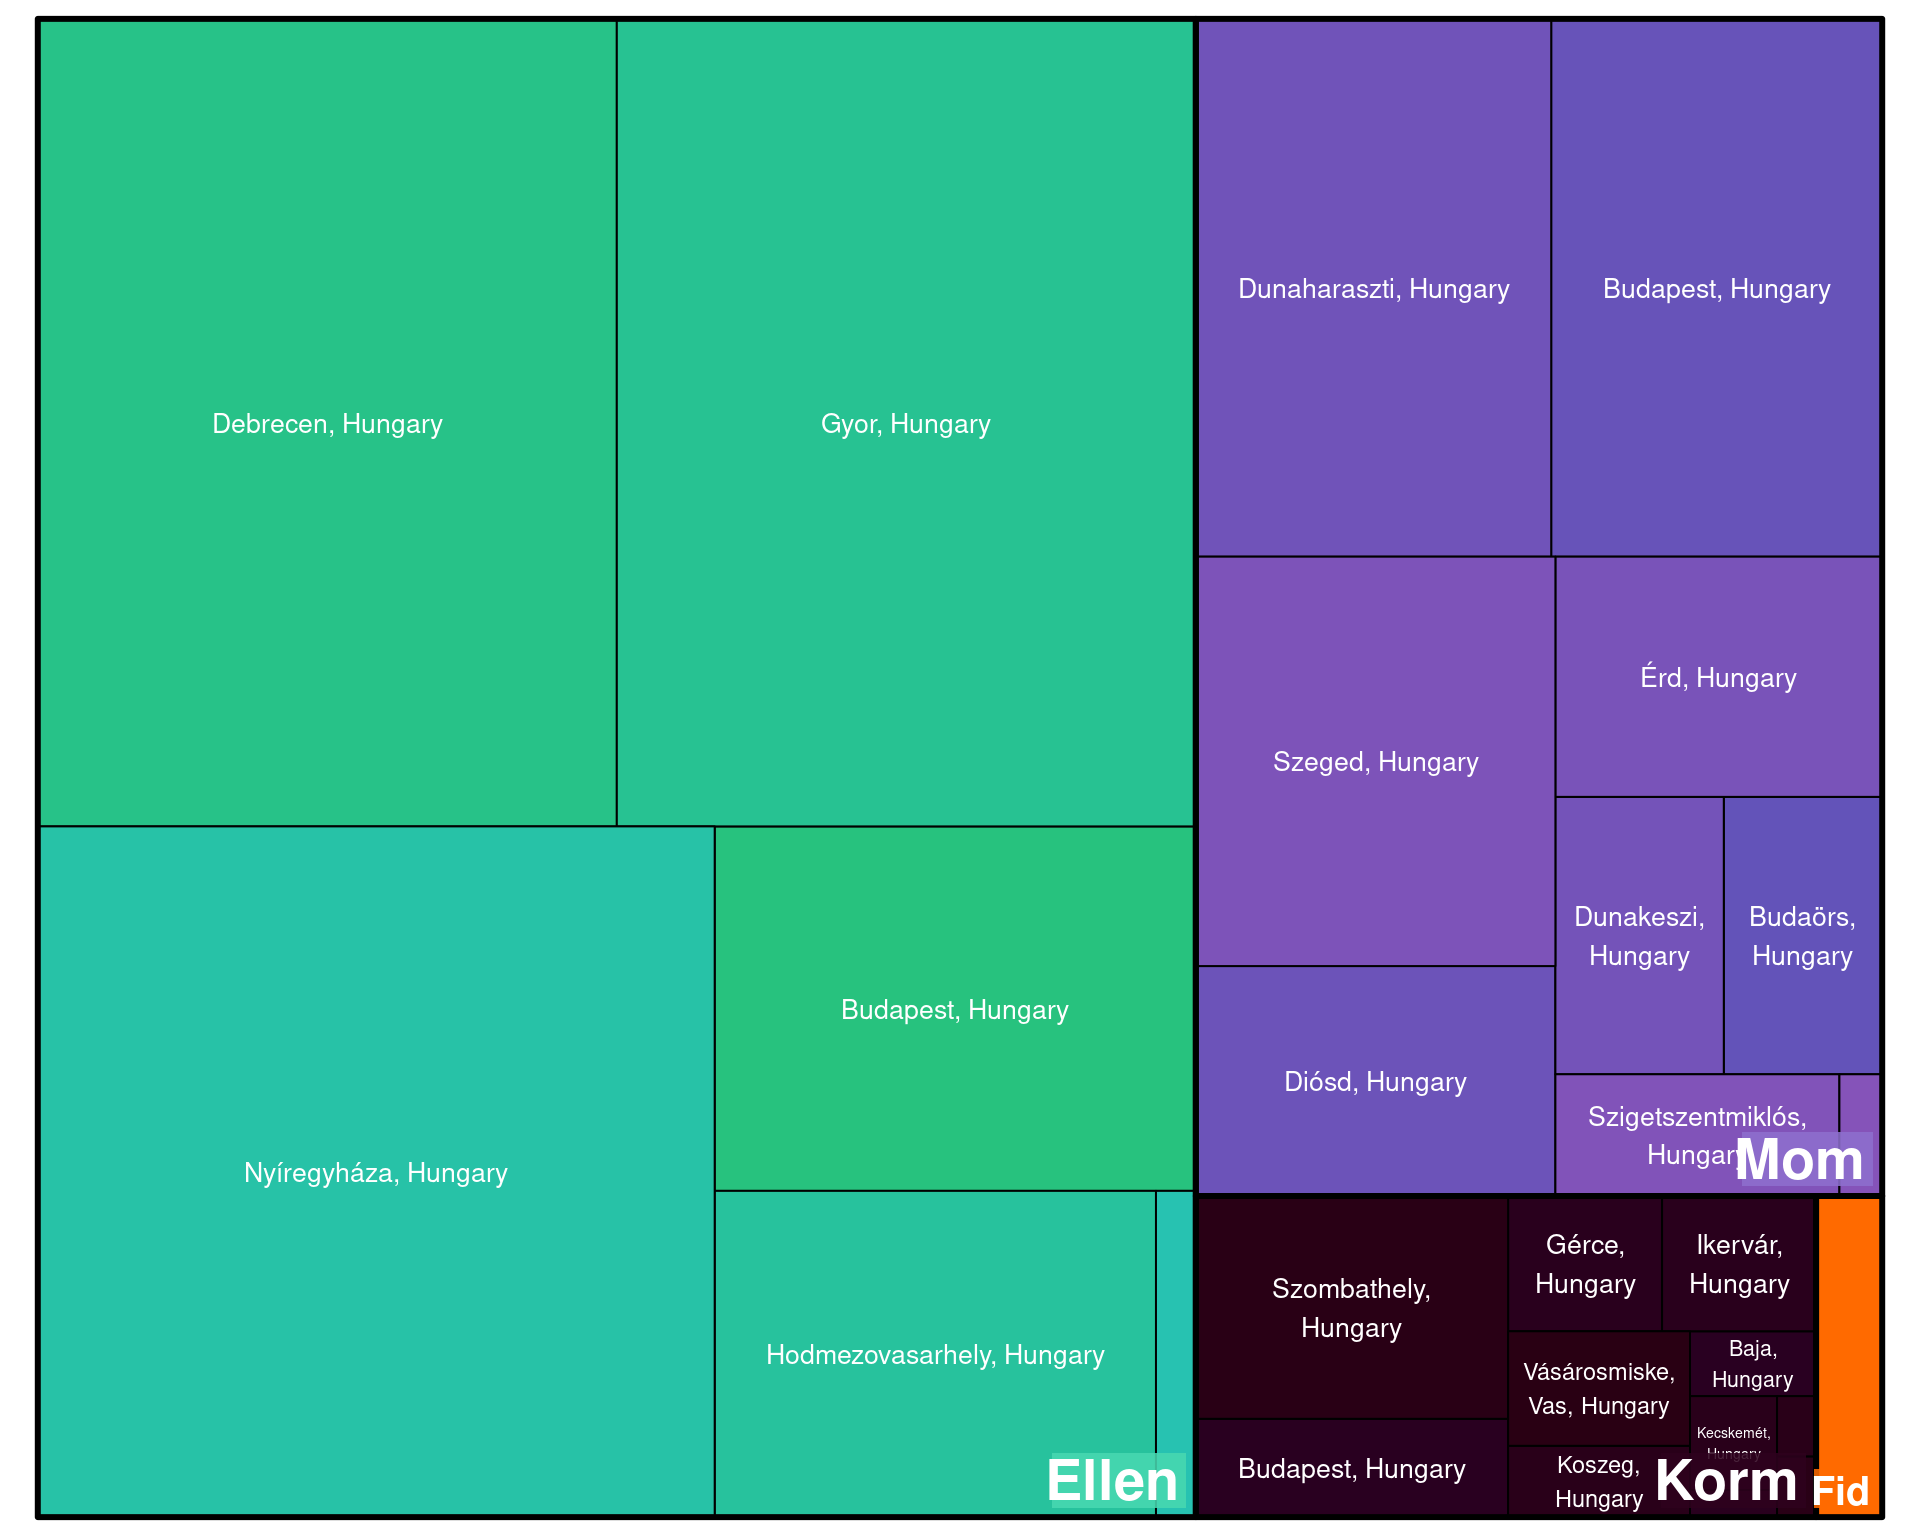 Debrecen, Hungary
Gyor, Hungary
Nyíregyháza, Hungary
Budapest, Hungary
Hodmezovasarhely, Hungary
Ellen
Dunaharaszti, Hungary
Budapest, Hungary
Szeged, Hungary
Érd, Hungary
Dunakeszi,
Hungary
Budaörs,
Hungary
Diósd, Hungary
Szigetszentmiklós,
Hungary
Mom
Szombathely,
Hungary
Gérce,
Hungary
Ikervár,
Hungary
Vásárosmiske,
Vas, Hungary
Baja,
Hungary
Kecskemét,
Hungary
Budapest, Hungary
Koszeg,
Hungary
Korm
Fid